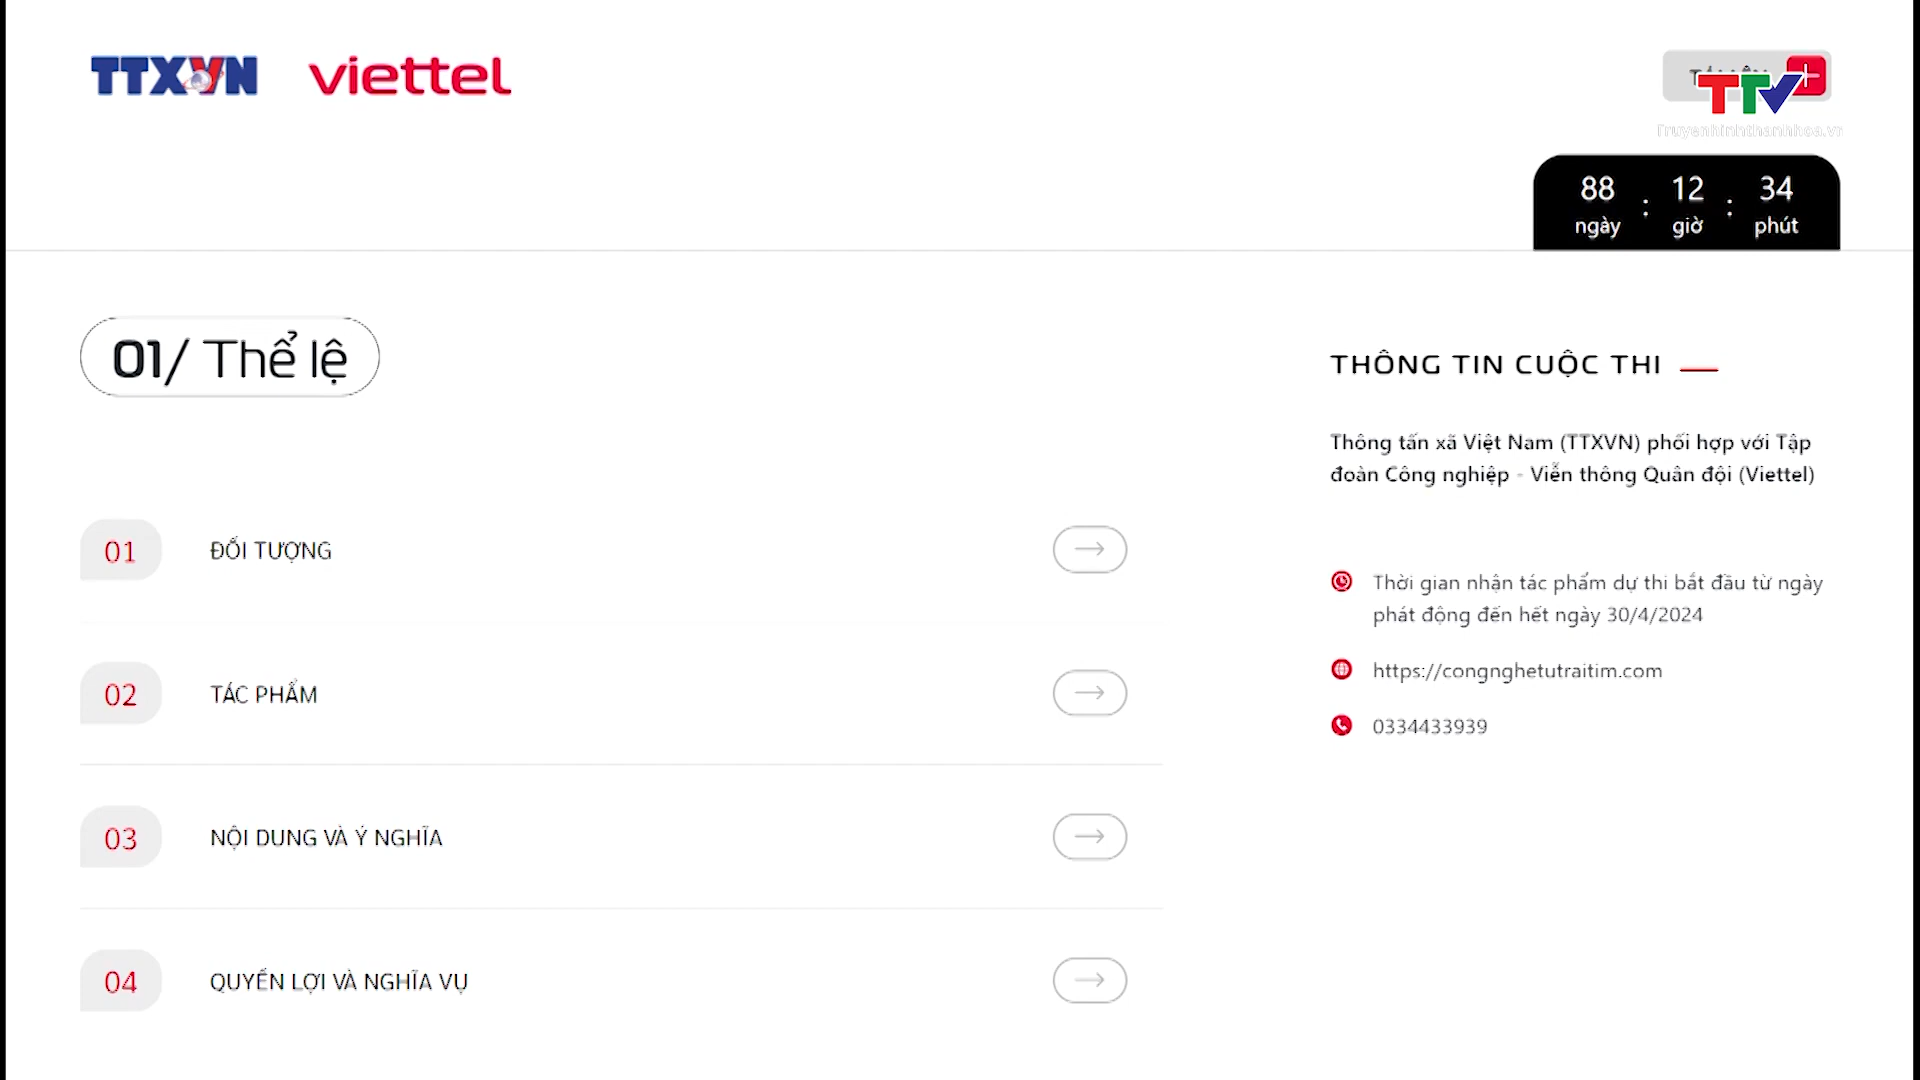 TTXVN viettel
TTV
Truyenhinhthanhhoa.vn
88 : 12 : 34
ngày giờ phút
01/ Thể lệ
THÔNG TIN CUỘC THI
Thông tấn xã Việt Nam (TTXVN) phối hợp với Tập
đoàn Công nghiệp - Viễn thông Quân đội (Viettel)
01 ĐỐI TƯỢNG
Thời gian nhận tác phẩm dự thi bắt đầu từ ngày
phát động đến hết ngày 30/4/2024
https://congnghetutraitim.com
02 TÁC PHẨM
0334433939
03 NỘI DUNG VÀ Ý NGHĨA
04 QUYỀN LỢI VÀ NGHĨA VỤ